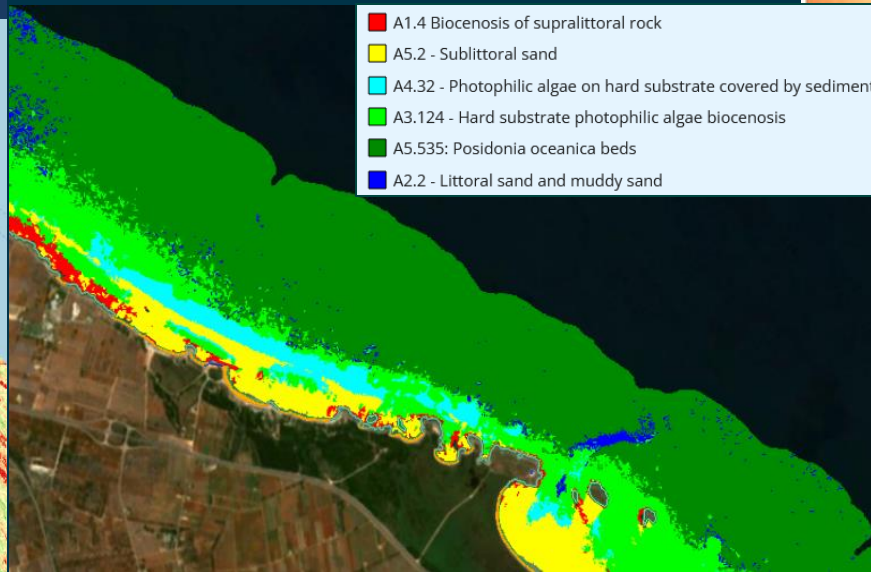 A1.4 Biocenosis of supralittoral rock
A5.2 - Sublittoral sand
A4.32 - Photophilic algae on hard substrate covered by sediment
A3.124 - Hard substrate photophilic algae biocenosis
A5.535: Posidonia oceanica beds
A2.2 - Littoral sand and muddy sand